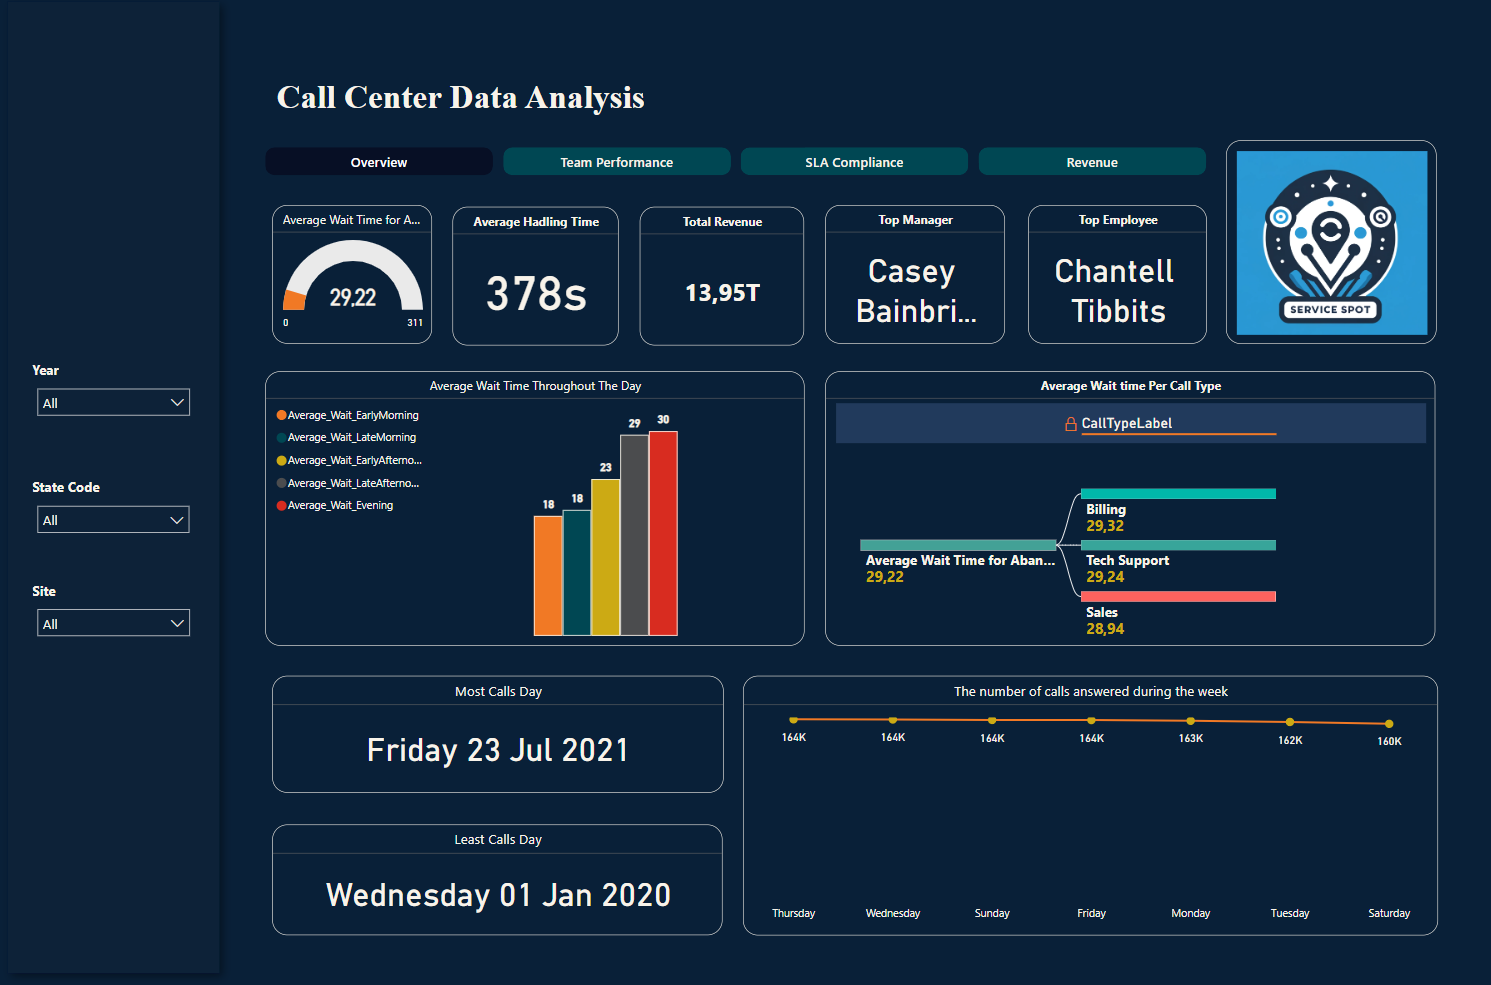 Call Center Data Analysis
Overview
Team Performance
SLA Compliance
Revenue
Average Wait Time for A...
29,22
0
311
Average Hadling Time
378s
Total Revenue
13,95T
Top Manager
Casey
Bainbri...
Top Employee
Chantell
Tibbits
SERVICE SPOT
Year
All
State Code
All
Site
All
Average Wait Time Throughout The Day
Average_Wait_EarlyMorning
Average_Wait_LateMorning
Average_Wait_EarlyAfterno...
Average_Wait_LateAfterno...
Average_Wait_Evening
18
18
23
29
30
Average Wait time Per Call Type
CallTypeLabel
Average Wait Time for Aban...
29,22
Billing
29,32
Tech Support
29,24
Sales
28,94
Most Calls Day
Friday 23 Jul 2021
Least Calls Day
Wednesday 01 Jan 2020
The number of calls answered during the week
164K
164K
164K
164K
163K
162K
160K
Thursday
Wednesday
Sunday
Friday
Monday
Tuesday
Saturday